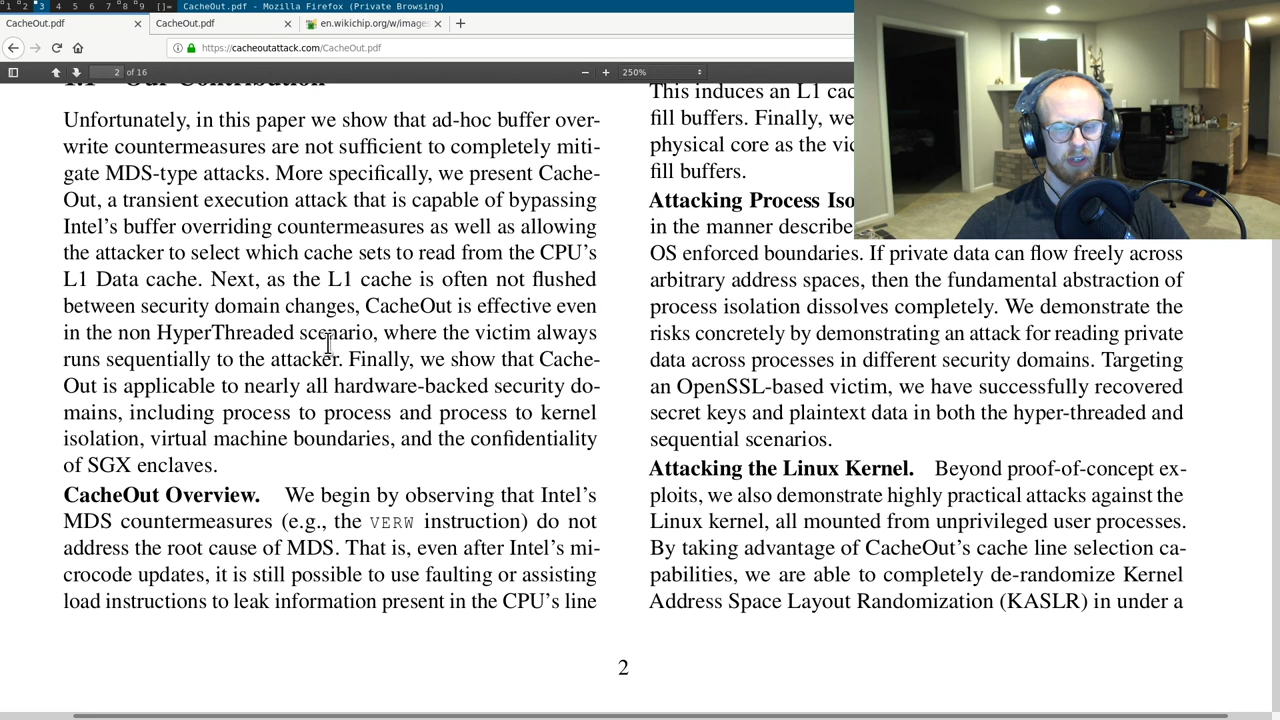 1 2 3 4 5 6 7 8 9 []= CacheOut.pdf - Mozilla Firefox (Private Browsing)
CacheOut.pdf × CacheOut.pdf × en.wikichip.org/w/image × +
https://cacheoutattack.com/CacheOut.pdf
2 of 16 − + 250%
1.1 Our Contribution
Unfortunately, in this paper we show that ad-hoc buffer over-
write countermeasures are not sufficient to completely miti-
gate MDS-type attacks. More specifically, we present Cache-
Out, a transient execution attack that is capable of bypassing
Intel's buffer overriding countermeasures as well as allowing
the attacker to select which cache sets to read from the CPU's
L1 Data cache. Next, as the L1 cache is often not flushed
between security domain changes, CacheOut is effective even
in the non HyperThreaded scenario, where the victim always
runs sequentially to the attacker. Finally, we show that Cache-
Out is applicable to nearly all hardware-backed security do-
mains, including process to process and process to kernel
isolation, virtual machine boundaries, and the confidentiality
of SGX enclaves.
CacheOut Overview. We begin by observing that Intel's
MDS countermeasures (e.g., the VERW instruction) do not
address the root cause of MDS. That is, even after Intel's mi-
crocode updates, it is still possible to use faulting or assisting
load instructions to leak information present in the CPU's line
This induces an L1 cac
fill buffers. Finally, we
physical core as the vic
fill buffers.
Attacking Process Iso
in the manner describe
OS enforced boundaries. If private data can flow freely across
arbitrary address spaces, then the fundamental abstraction of
process isolation dissolves completely. We demonstrate the
risks concretely by demonstrating an attack for reading private
data across processes in different security domains. Targeting
an OpenSSL-based victim, we have successfully recovered
secret keys and plaintext data in both the hyper-threaded and
sequential scenarios.
Attacking the Linux Kernel. Beyond proof-of-concept ex-
ploits, we also demonstrate highly practical attacks against the
Linux kernel, all mounted from unprivileged user processes.
By taking advantage of CacheOut's cache line selection ca-
pabilities, we are able to completely de-randomize Kernel
Address Space Layout Randomization (KASLR) in under a
2